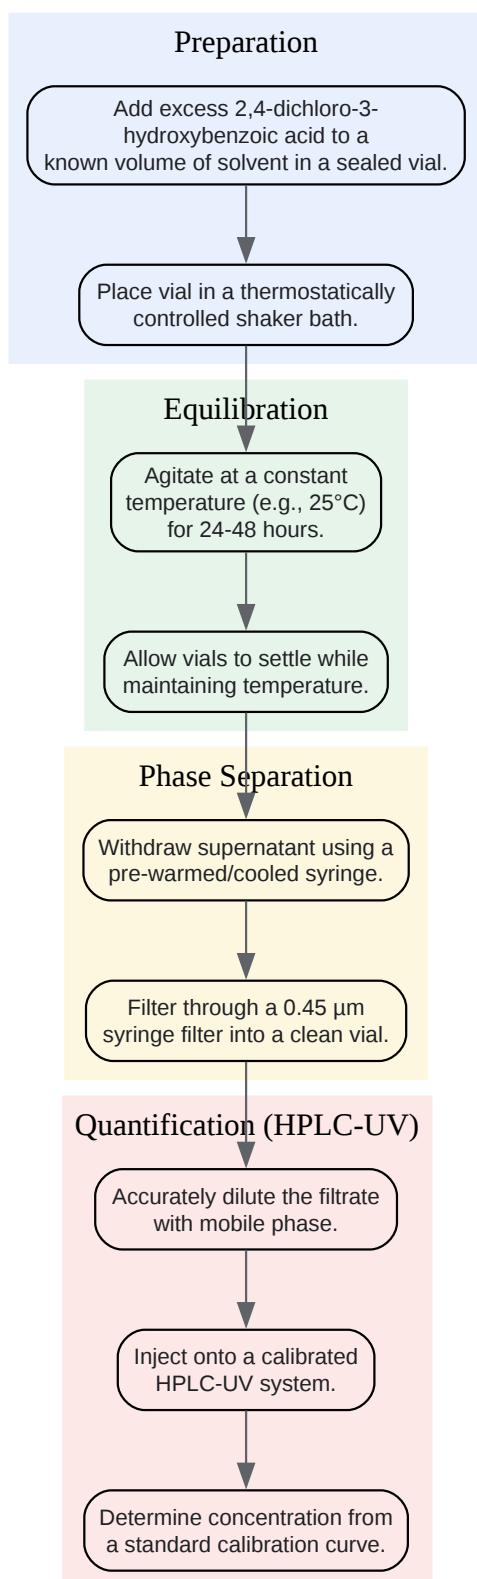 Preparation
Add excess 2,4-dichloro-3-
hydroxybenzoic acid to a
known volume of solvent in a sealed vial.
Place vial in a thermostatically
controlled shaker bath.
Equilibration
Agitate at a constant
temperature (e.g., 25°C)
for 24-48 hours.
Allow vials to settle while
maintaining temperature.
Phase Separation
Withdraw supernatant using a
pre-warmed/cooled syringe.
Filter through a 0.45 µm
syringe filter into a clean vial.
Quantification (HPLC-UV)
Accurately dilute the filtrate
with mobile phase.
Inject onto a calibrated
HPLC-UV system.
Determine concentration from
a standard calibration curve.